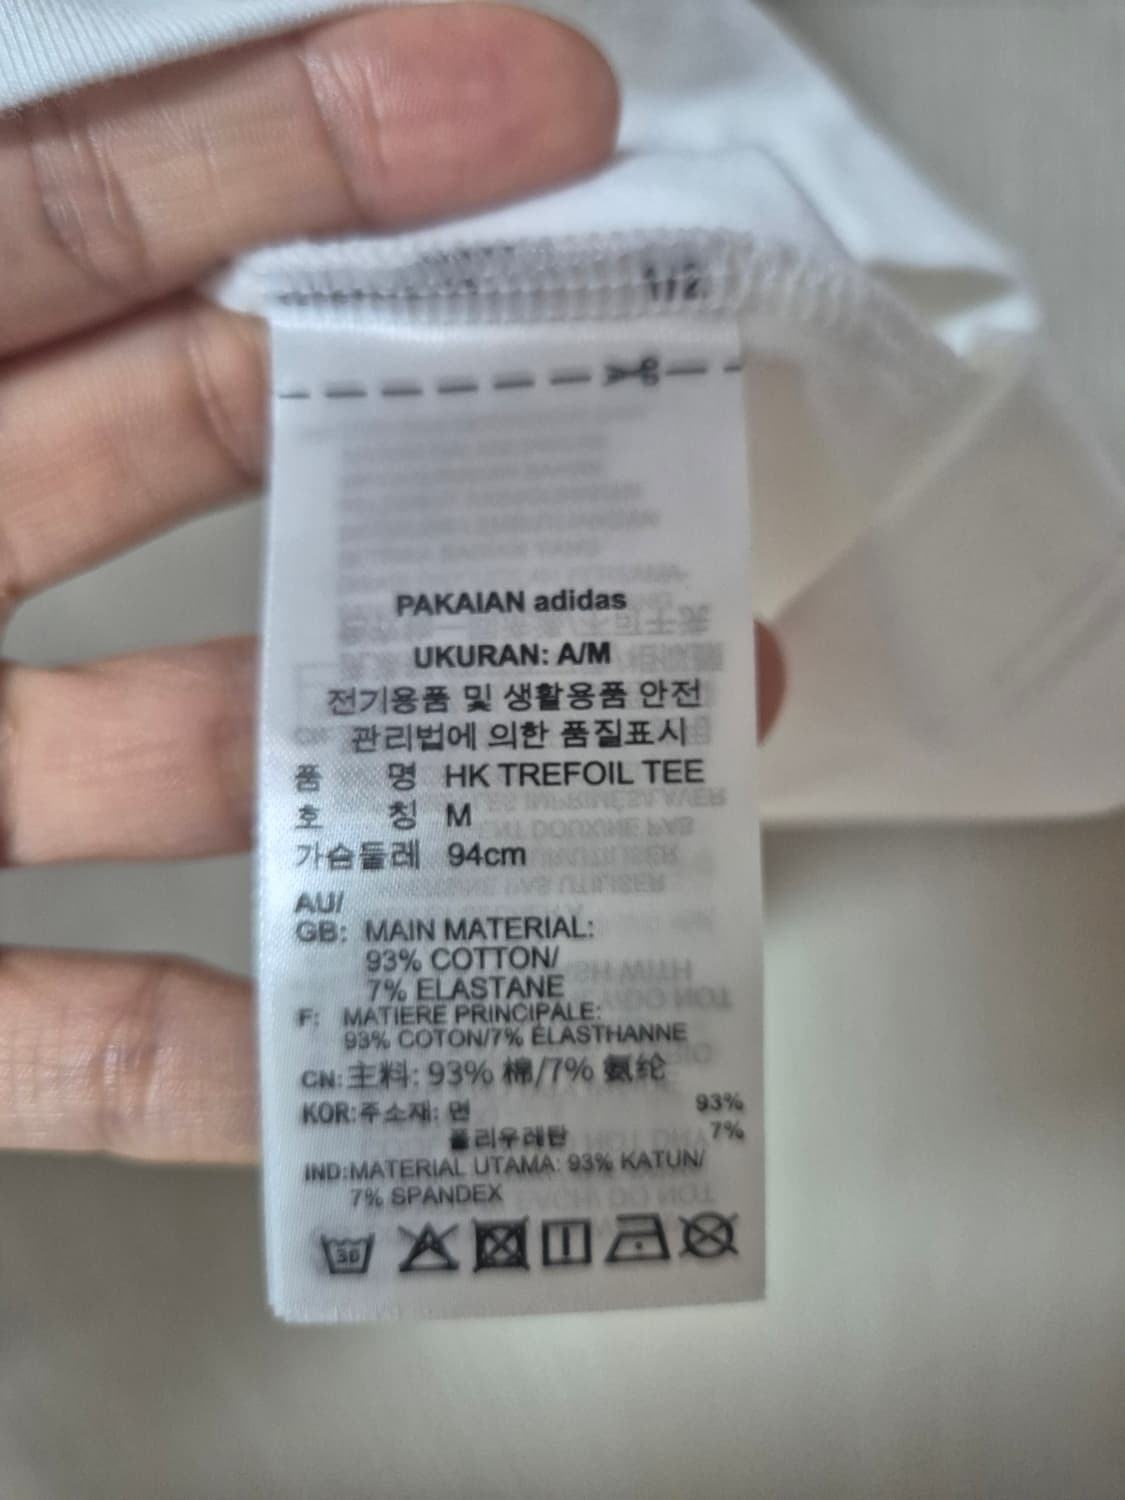 1/2.
PAKAIAN adidas
UKURAN: A/M
전기용품 및 생활용품 안전
관리법에 의한 품질표시
품 명 HK TREFOIL TEE
호 칭 M
가슴둘레 94cm
AU/
GB: MAIN MATERIAL:
93% COTTON/
7% ELASTANE
F: MATIERE PRINCIPALE:
93% COTON/7% ÉLASTHANNE
CN:主料: 93% 棉/7% 氨纶
KOR:주소재: 면 93%
폴리우레탄 7%
IND:MATERIAL UTAMA: 93% KATUN/
7% SPANDEX
30